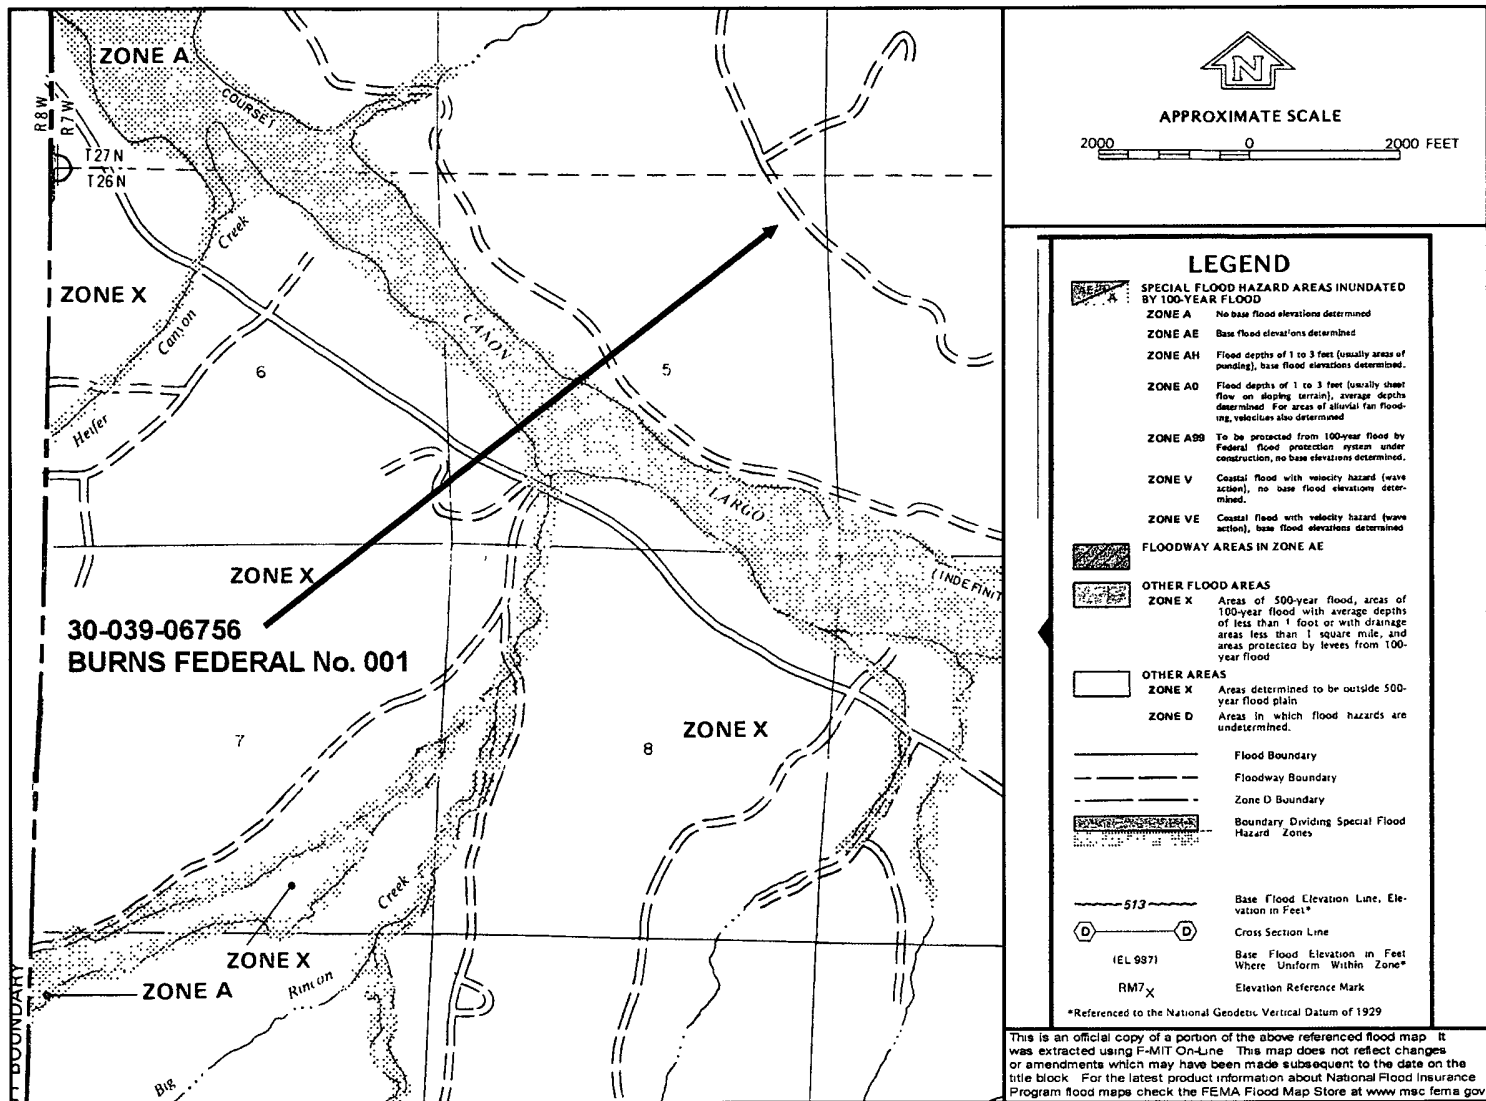 ZONE A
COURSE)
R8W
R7W
T27N
T26N
Creek
ZONE X
Canyon
CANON
6
5
Heifer
LARGO
(INDEFINIT
ZONE X
30-039-06756
BURNS FEDERAL No. 001
7
8
ZONE X
Creek
ZONE X
ZONE A
Rincon
Big
BOUNDARY
N
APPROXIMATE SCALE
2000 0 2000 FEET
LEGEND
SPECIAL FLOOD HAZARD AREAS INUNDATED
BY 100-YEAR FLOOD
ZONE A No base flood elevations determined
ZONE AE Base flood elevations determined
ZONE AH Flood depths of 1 to 3 feet (usually areas of
ponding), base flood elevations determined.
ZONE AO Flood depths of 1 to 3 feet (usually sheet
flow on sloping terrain), average depths
determined For areas of alluvial fan flood-
ing, velocities also determined
ZONE A99 To be protected from 100-year flood by
Federal flood protection system under
construction, no base elevations determined.
ZONE V Coastal flood with velocity hazard (wave
action), no base flood elevations deter-
mined.
ZONE VE Coastal flood with velocity hazard (wave
action), base flood elevations determined
FLOODWAY AREAS IN ZONE AE
OTHER FLOOD AREAS
ZONE X Areas of 500-year flood, areas of
100-year flood with average depths
of less than 1 foot or with drainage
areas less than 1 square mile, and
areas protected by levees from 100-
year flood
OTHER AREAS
ZONE X Areas determined to be outside 500-
year flood plain
ZONE D Areas in which flood hazards are
undetermined.
Flood Boundary
Floodway Boundary
Zone D Boundary
Boundary Dividing Special Flood
Hazard Zones
513 Base Flood Elevation Line, Ele-
vation in Feet*
D D Cross Section Line
(EL 987) Base Flood Elevation in Feet
Where Uniform Within Zone*
RM7X Elevation Reference Mark
*Referenced to the National Geodetic Vertical Datum of 1929
This is an official copy of a portion of the above referenced flood map It
was extracted using F-MIT On-Line This map does not reflect changes
or amendments which may have been made subsequent to the date on the
title block For the latest product information about National Flood Insurance
Program flood maps check the FEMA Flood Map Store at www msc fema gov